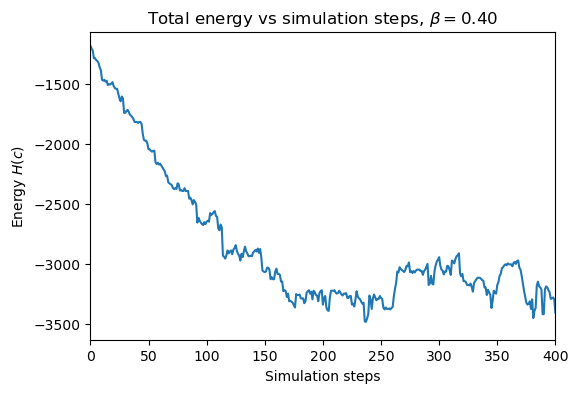 Total energy vs simulation steps, β = 0.40
Energy H(c)
−1500
−2000
−2500
−3000
−3500
0 50 100 150 200 250 300 350 400
Simulation steps